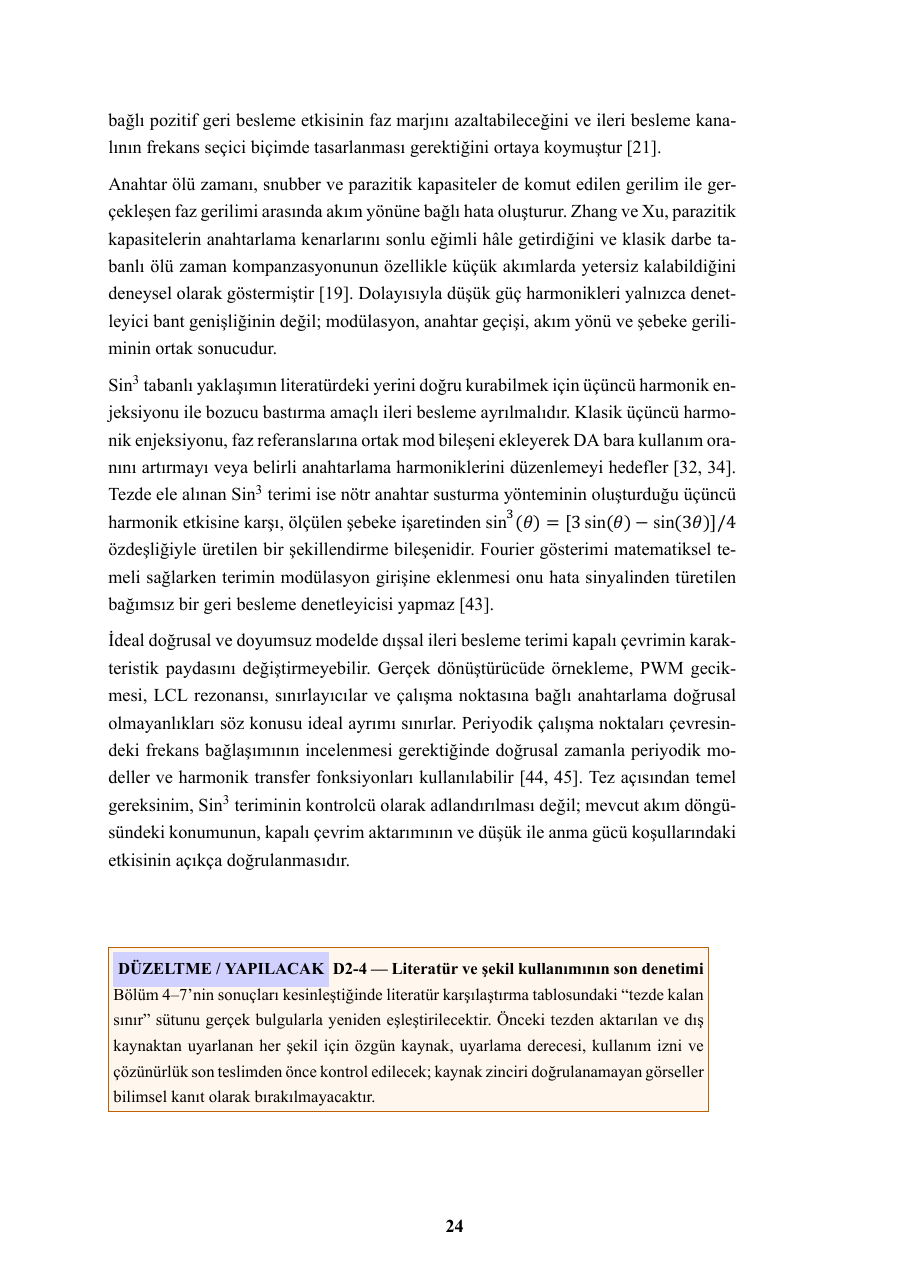 bağlı pozitif geri besleme etkisinin faz marjını azaltabileceğini ve ileri besleme kana-
lının frekans seçici biçimde tasarlanması gerektiğini ortaya koymuştur [21].
Anahtar ölü zamanı, snubber ve parazitik kapasiteler de komut edilen gerilim ile ger-
çekleşen faz gerilimi arasında akım yönüne bağlı hata oluşturur. Zhang ve Xu, parazitik
kapasitelerin anahtarlama kenarlarını sonlu eğimli hâle getirdiğini ve klasik darbe ta-
banlı ölü zaman kompanzasyonunun özellikle küçük akımlarda yetersiz kalabildiğini
deneysel olarak göstermiştir [19]. Dolayısıyla düşük güç harmonikleri yalnızca denet-
leyici bant genişliğinin değil; modülasyon, anahtar geçişi, akım yönü ve şebeke gerili-
minin ortak sonucudur.
Sin³ tabanlı yaklaşımın literatürdeki yerini doğru kurabilmek için üçüncü harmonik en-
jeksiyonu ile bozucu bastırma amaçlı ileri besleme ayrılmalıdır. Klasik üçüncü harmo-
nik enjeksiyonu, faz referanslarına ortak mod bileşeni ekleyerek DA bara kullanım ora-
nını artırmayı veya belirli anahtarlama harmoniklerini düzenlemeyi hedefler [32, 34].
Tezde ele alınan Sin³ terimi ise nötr anahtar susturma yönteminin oluşturduğu üçüncü
harmonik etkisine karşı, ölçülen şebeke işaretinden sin³(θ) = [3 sin(θ) − sin(3θ)]/4
özdeşliğiyle üretilen bir şekillendirme bileşenidir. Fourier gösterimi matematiksel te-
meli sağlarken terimin modülasyon girişine eklenmesi onu hata sinyalinden türetilen
bağımsız bir geri besleme denetleyicisi yapmaz [43].
İdeal doğrusal ve doyumsuz modelde dışsal ileri besleme terimi kapalı çevrimin karak-
teristik paydasını değiştirmeyebilir. Gerçek dönüştürücüde örnekleme, PWM gecik-
mesi, LCL rezonansı, sınırlayıcılar ve çalışma noktasına bağlı anahtarlama doğrusal
olmayanlıkları söz konusu ideal ayrımı sınırlar. Periyodik çalışma noktaları çevresin-
deki frekans bağlaşımının incelenmesi gerektiğinde doğrusal zamanla periyodik mo-
deller ve harmonik transfer fonksiyonları kullanılabilir [44, 45]. Tez açısından temel
gereksinim, Sin³ teriminin kontrolcü olarak adlandırılması değil; mevcut akım döngü-
sündeki konumunun, kapalı çevrim aktarımının ve düşük ile anma gücü koşullarındaki
etkisinin açıkça doğrulanmasıdır.
DÜZELTME / YAPILACAK D2-4 — Literatür ve şekil kullanımının son denetimi
Bölüm 4–7’nin sonuçları kesinleştiğinde literatür karşılaştırma tablosundaki “tezde kalan
sınır” sütunu gerçek bulgularla yeniden eşleştirilecektir. Önceki tezden aktarılan ve dış
kaynaktan uyarlanan her şekil için özgün kaynak, uyarlama derecesi, kullanım izni ve
çözünürlük son teslimden önce kontrol edilecek; kaynak zinciri doğrulanamayan görseller
bilimsel kanıt olarak bırakılmayacaktır.
24